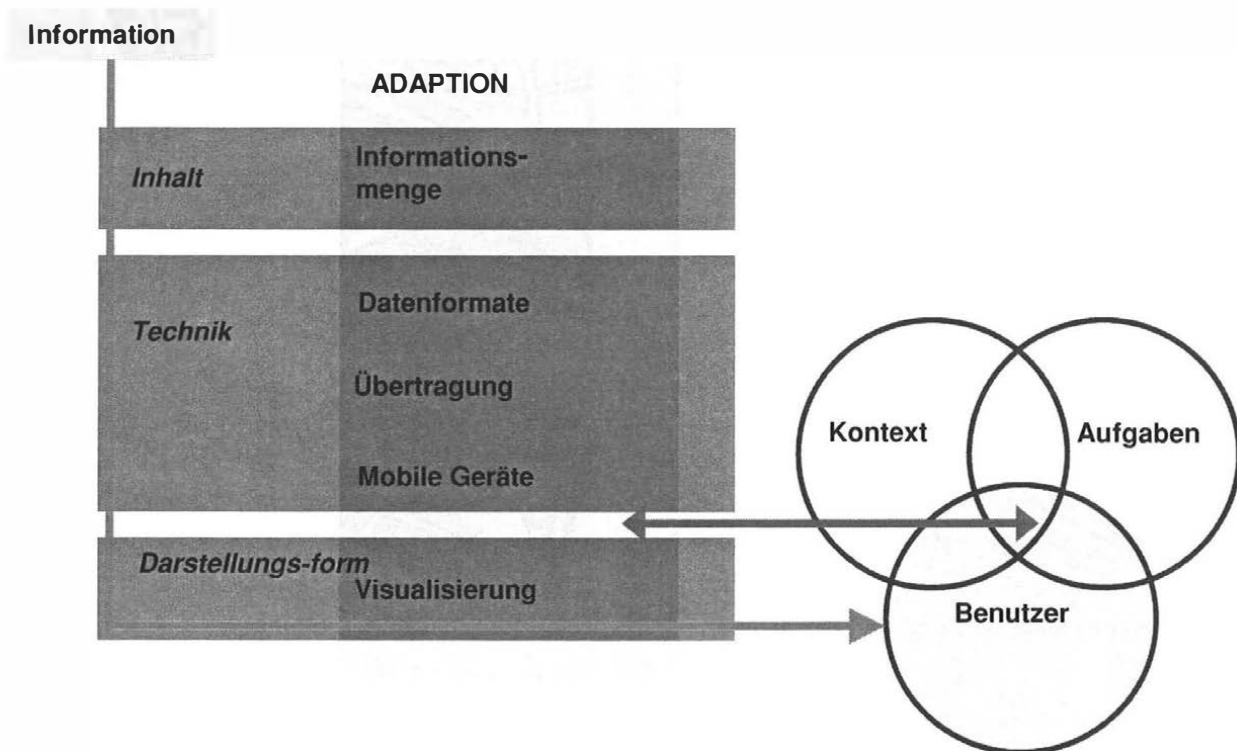 Information
ADAPTION
Inhalt
Informations-
menge
Technik
Datenformate
Übertragung
Mobile Geräte
Darstellungs-form
Visualisierung
Kontext
Aufgaben
Benutzer